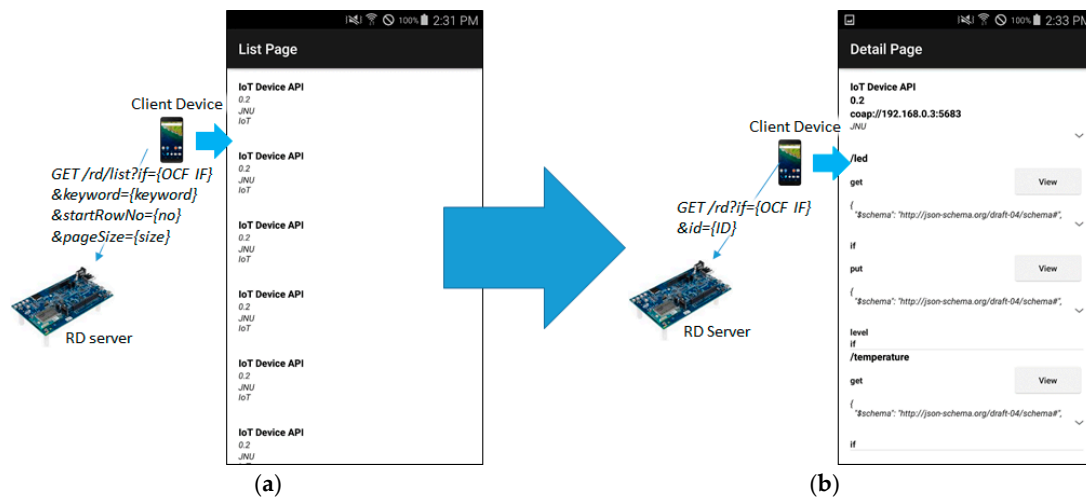 100% 2:31 PM
List Page
IoT Device API
0.2
JNU
IoT
IoT Device API
0.2
JNU
IoT
IoT Device API
0.2
JNU
IoT
IoT Device API
0.2
JNU
IoT
IoT Device API
0.2
JNU
IoT
IoT Device API
0.2
JNU
Client Device
GET /rd/list?if={OCF IF}
&keyword={keyword}
&startRowNo={no}
&pageSize={size}
RD server
(a)
100% 2:33 PM
Detail Page
IoT Device API
0.2
coap://192.168.0.3:5683
JNU
/led
get View
{
"$schema": "http://json-schema.org/draft-04/schema#",
if
put View
{
"$schema": "http://json-schema.org/draft-04/schema#",
level
if
/temperature
get View
{
"$schema": "http://json-schema.org/draft-04/schema#",
if
Client Device
GET /rd?if={OCF IF}
&id={ID}
RD Server
(b)